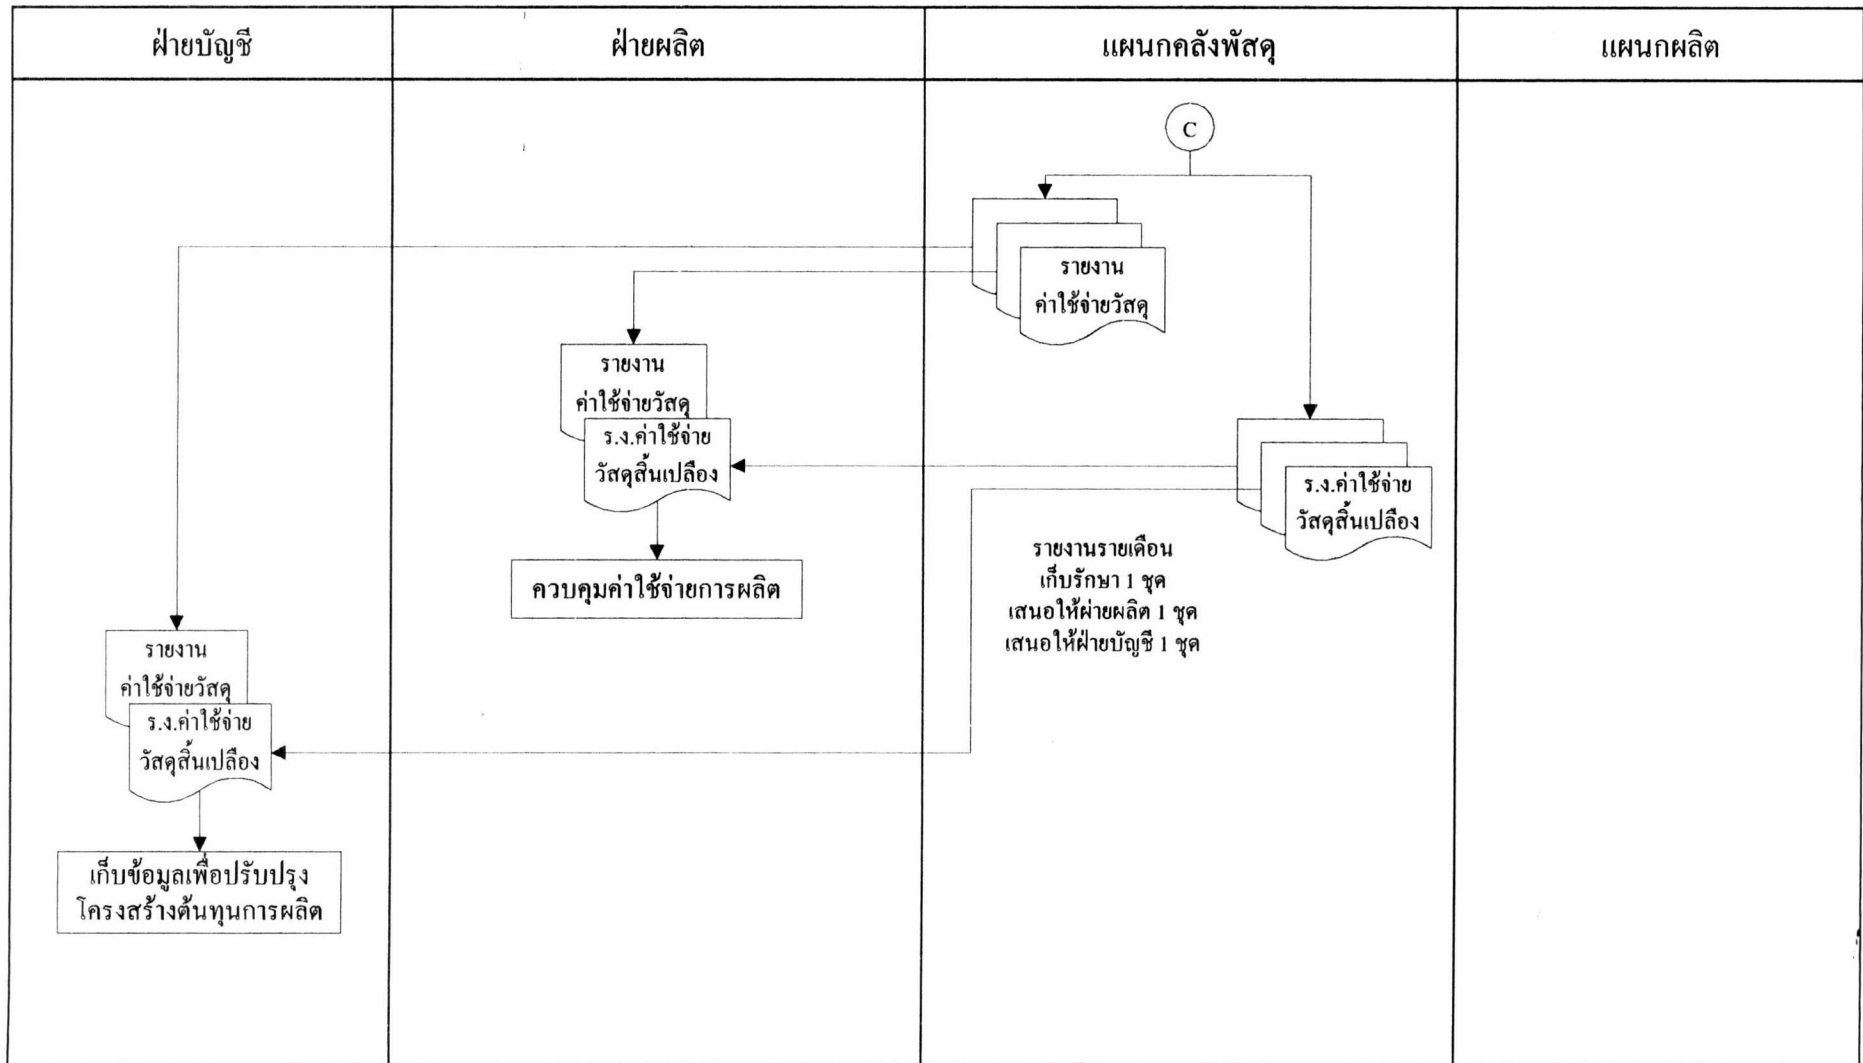 ฝ่ายบัญชี
ฝ่ายผลิต
แผนกคลังพัสดุ
แผนกผลิต
C
รายงาน
ค่าใช้จ่ายวัสดุ
รายงาน
ค่าใช้จ่ายวัสดุ
ร.ง.ค่าใช้จ่าย
วัสดุสิ้นเปลือง
ร.ง.ค่าใช้จ่าย
วัสดุสิ้นเปลือง
รายงานรายเดือน
เก็บรักษา 1 ชุด
เสนอให้ผ่ายผลิต 1 ชุด
เสนอให้ฝ่ายบัญชี 1 ชุด
ควบคุมค่าใช้จ่ายการผลิต
รายงาน
ค่าใช้จ่ายวัสดุ
ร.ง.ค่าใช้จ่าย
วัสดุสิ้นเปลือง
เก็บข้อมูลเพื่อปรับปรุง
โครงสร้างต้นทุนการผลิต